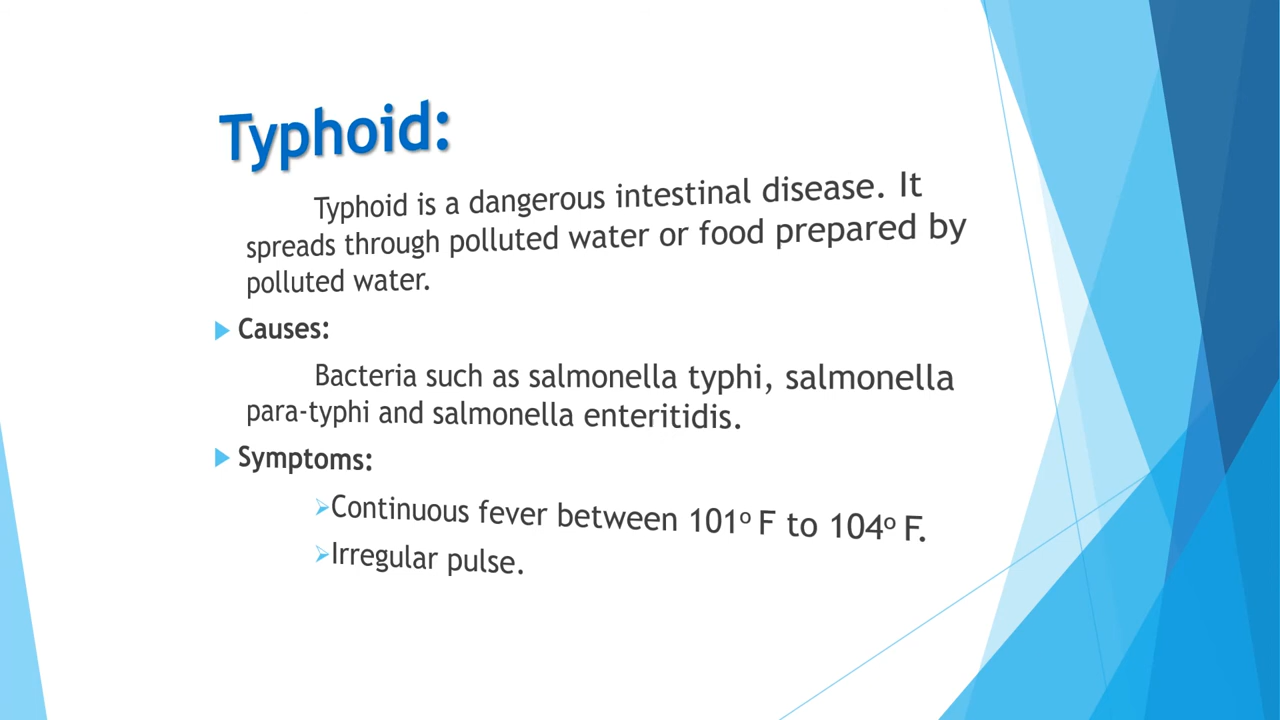 Typhoid:
Typhoid is a dangerous intestinal disease. It
spreads through polluted water or food prepared by
polluted water.
Causes:
Bacteria such as salmonella typhi, salmonella
para-typhi and salmonella enteritidis.
Symptoms:
Continuous fever between 101º F to 104º F.
Irregular pulse.